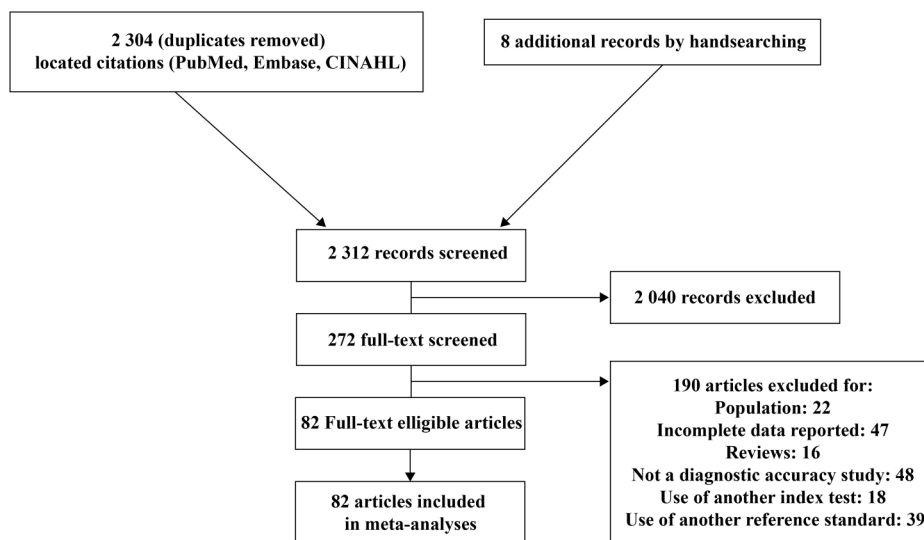 2 304 (duplicates removed)
located citations (PubMed, Embase, CINAHL)
8 additional records by handsearching
2 312 records screened
2 040 records excluded
272 full-text screened
190 articles excluded for:
Population: 22
Incomplete data reported: 47
Reviews: 16
Not a diagnostic accuracy study: 48
Use of another index test: 18
Use of another reference standard: 39
82 Full-text elligible articles
82 articles included
in meta-analyses